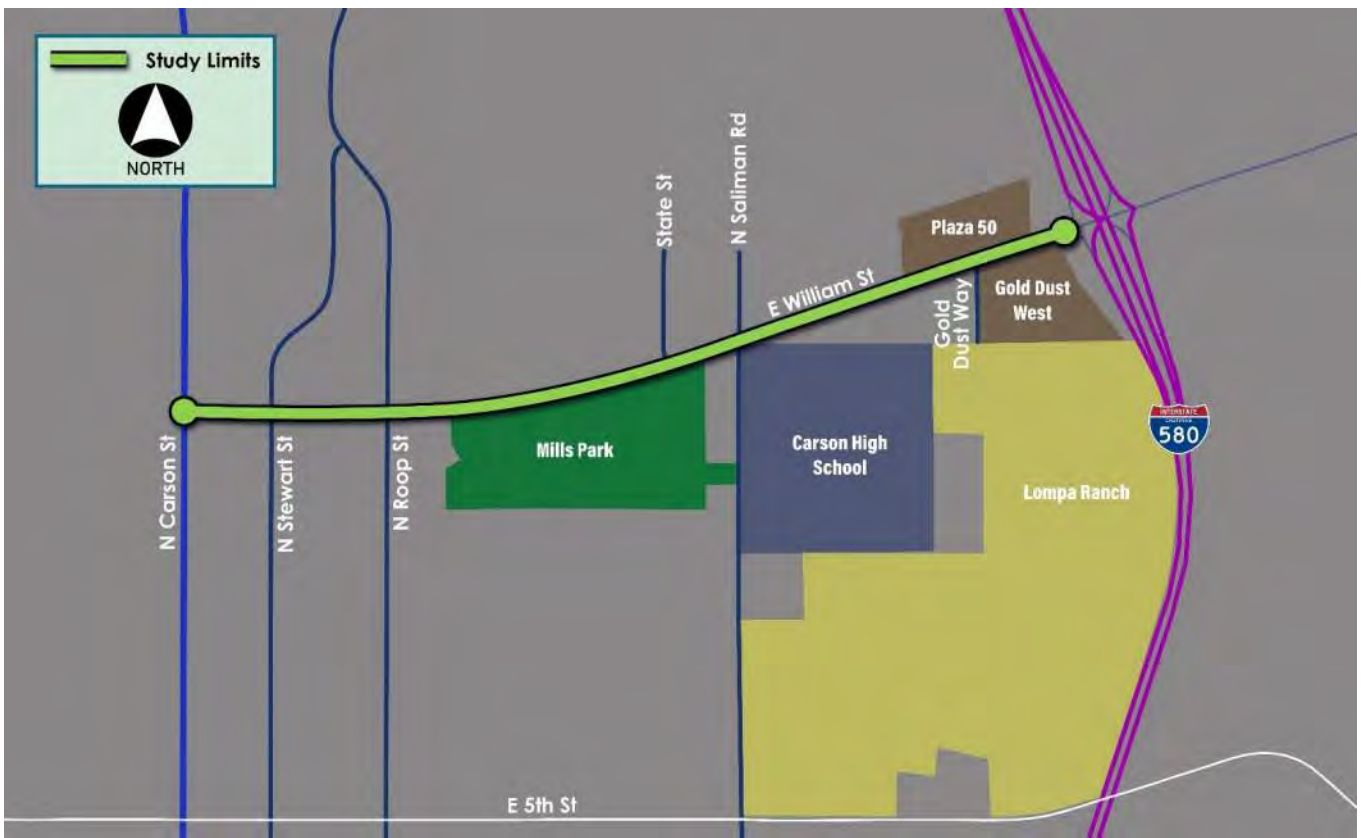 Study Limits
NORTH
State St
N Saliman Rd
Plaza 50
E William St
Gold
Dust Way
Gold Dust
West
N Carson St
N Stewart St
N Roop St
Mills Park
Carson High
School
INTERSTATE
580
Lompa Ranch
E 5th St